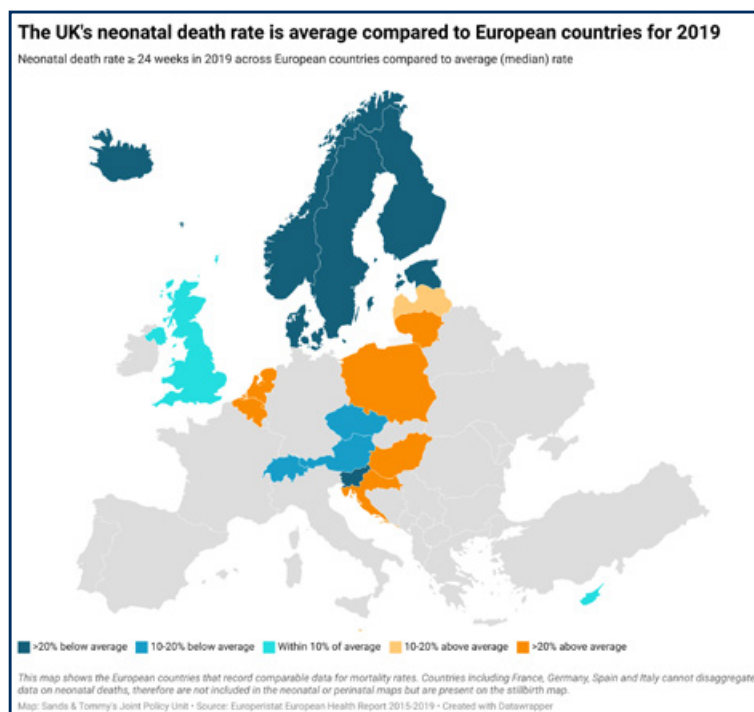 The UK's neonatal death rate is average compared to European countries for 2019
Neonatal death rate ≥ 24 weeks in 2019 across European countries compared to average (median) rate
>20% below average 10-20% below average Within 10% of average 10-20% above average >20% above average
This map shows the European countries that record comparable data for mortality rates. Countries including France, Germany, Spain and Italy cannot disaggregate
data on neonatal deaths, therefore are not included in the neonatal or perinatal maps but are present on the stillbirth map.
Map: Sands & Tommy's Joint Policy Unit • Source: Euro-peristat European Health Report 2015-2019 • Created with Datawrapper